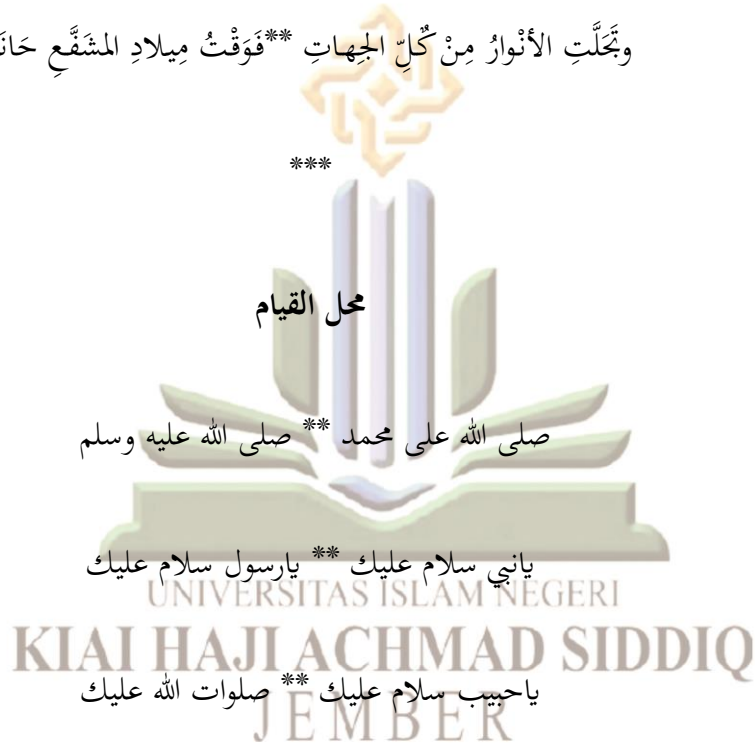 وتَجَلَّتِ الأنْوارُ مِنْ كُلِّ الجِهاتِ **فَوَقْتُ مِيلادِ المشَفَّعِ
***
محل القيام
صلى الله على محمد ** صلى الله عليه وسلم
يانبي سلام عليك ** يارسول سلام عليك
UNIVERSITAS ISLAM NEGERI
KIAI HAJI ACHMAD SIDDIQ
ياحبيب سلام عليك ** صلوات الله عليك
JEMBER